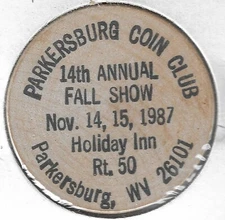 PARKERSBURG COIN CLUB
14th ANNUAL
FALL SHOW
Nov. 14, 15, 1987
Holiday Inn
Rt. 50
Parkersburg, WV 26101